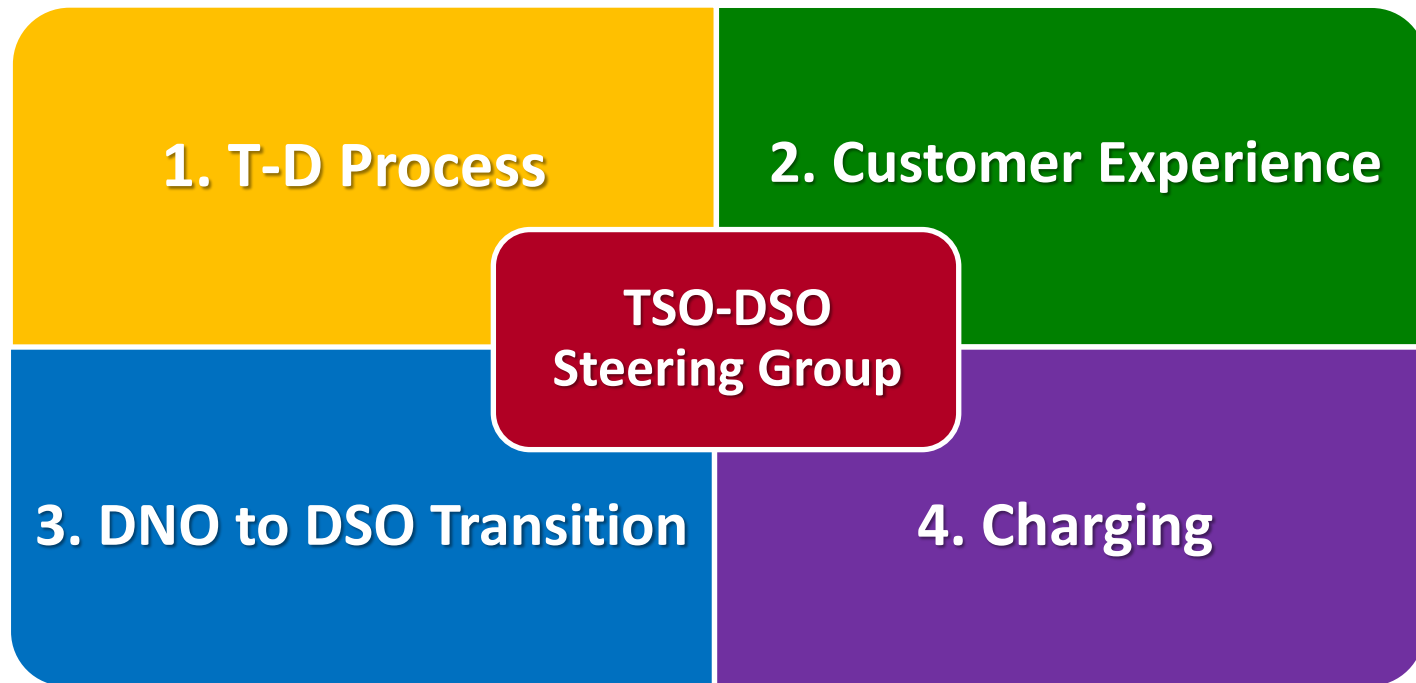 1. T-D Process
2. Customer Experience
TSO-DSO
Steering Group
3. DNO to DSO Transition
4. Charging